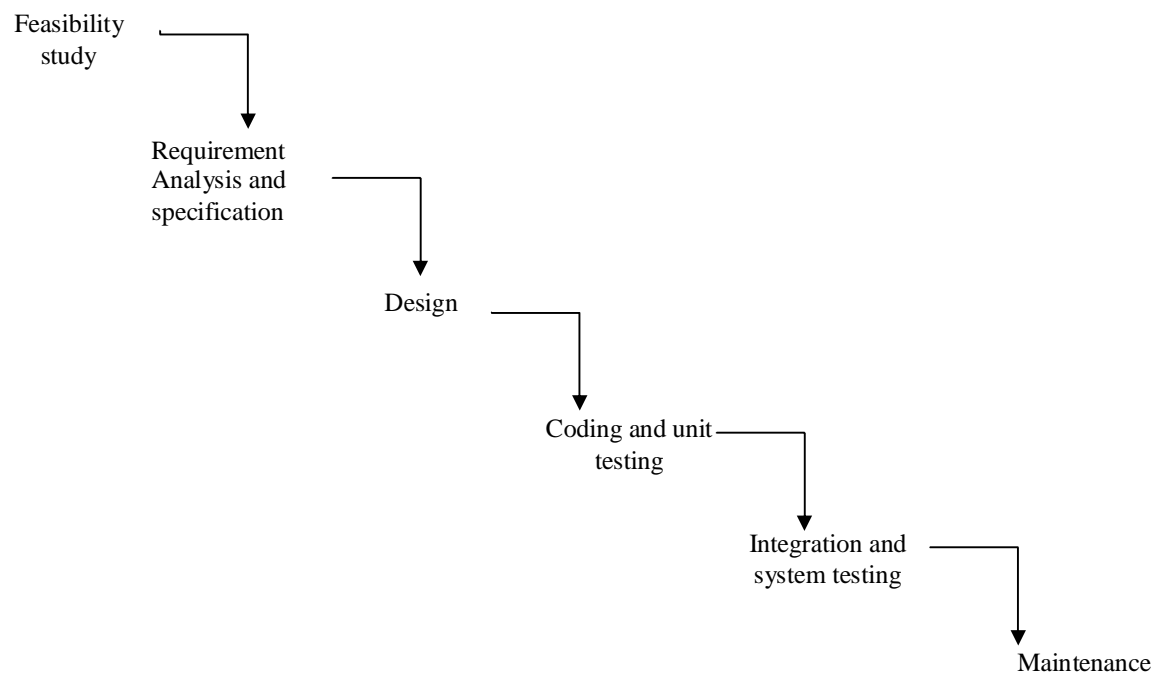 Feasibility
study
Requirement
Analysis and
specification
Design
Coding and unit
testing
Integration and
system testing
Maintenance